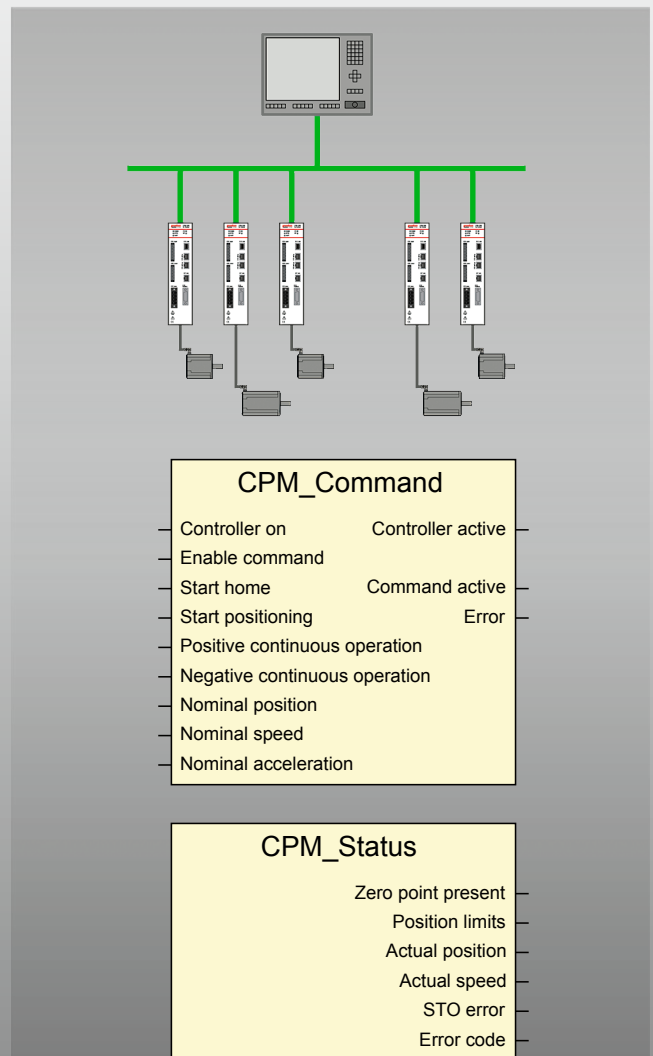 CPM_Command
Controller on Controller active
Enable command
Start home Command active
Start positioning Error
Positive continuous operation
Negative continuous operation
Nominal position
Nominal speed
Nominal acceleration
CPM_Status
Zero point present
Position limits
Actual position
Actual speed
STO error
Error code